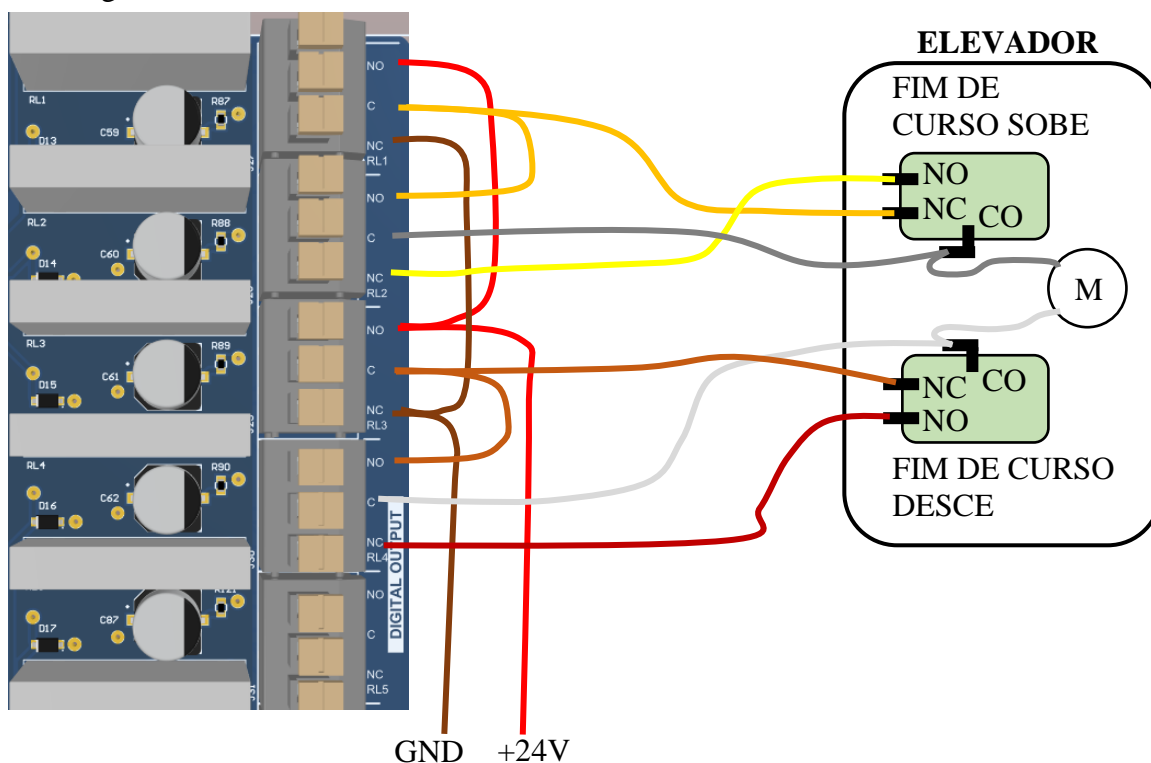 ELEVADOR
FIM DE
CURSO SOBE
NO
NC
CO
M
NC
CO
NO
FIM DE CURSO
DESCE
RL1
R87
C59
D13
NO
C
NC
RL1
RL2
R88
C60
D14
NO
C
NC
RL2
RL3
R89
C61
D15
NO
C
NC
RL3
RL4
R90
C62
D16
NO
C
NC
RL4
DIGITAL OUTPUT
C87
D17
NO
C
NC
RL5
GND
+24V